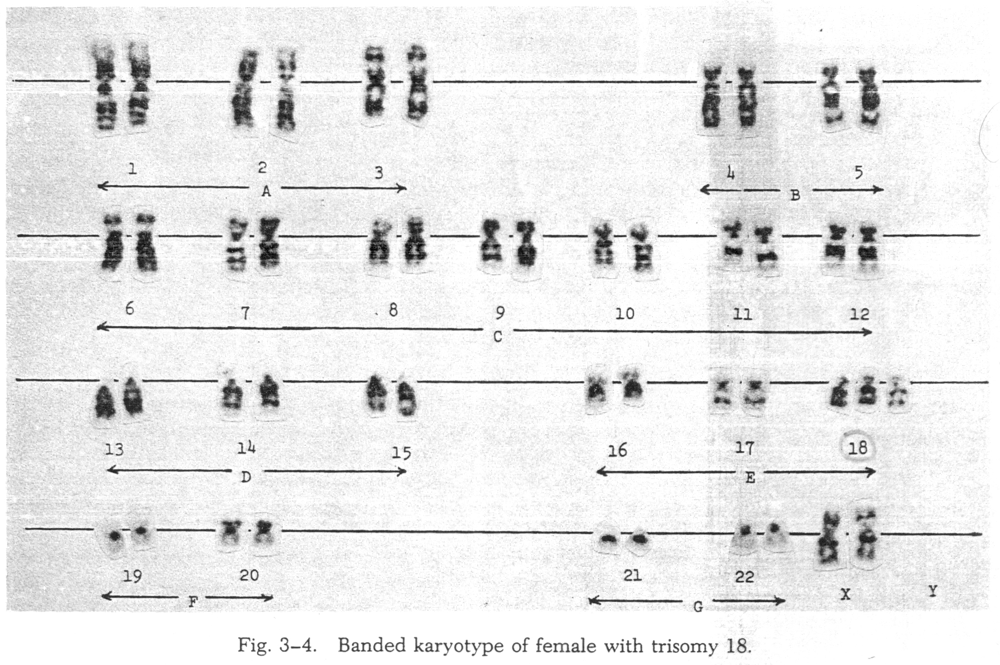 1 2 3 4 5
A B
6 7 8 9 10 11 12
C
13 14 15 16 17 18
D E
19 20 21 22 X Y
F G
Fig. 3–4. Banded karyotype of female with trisomy 18.